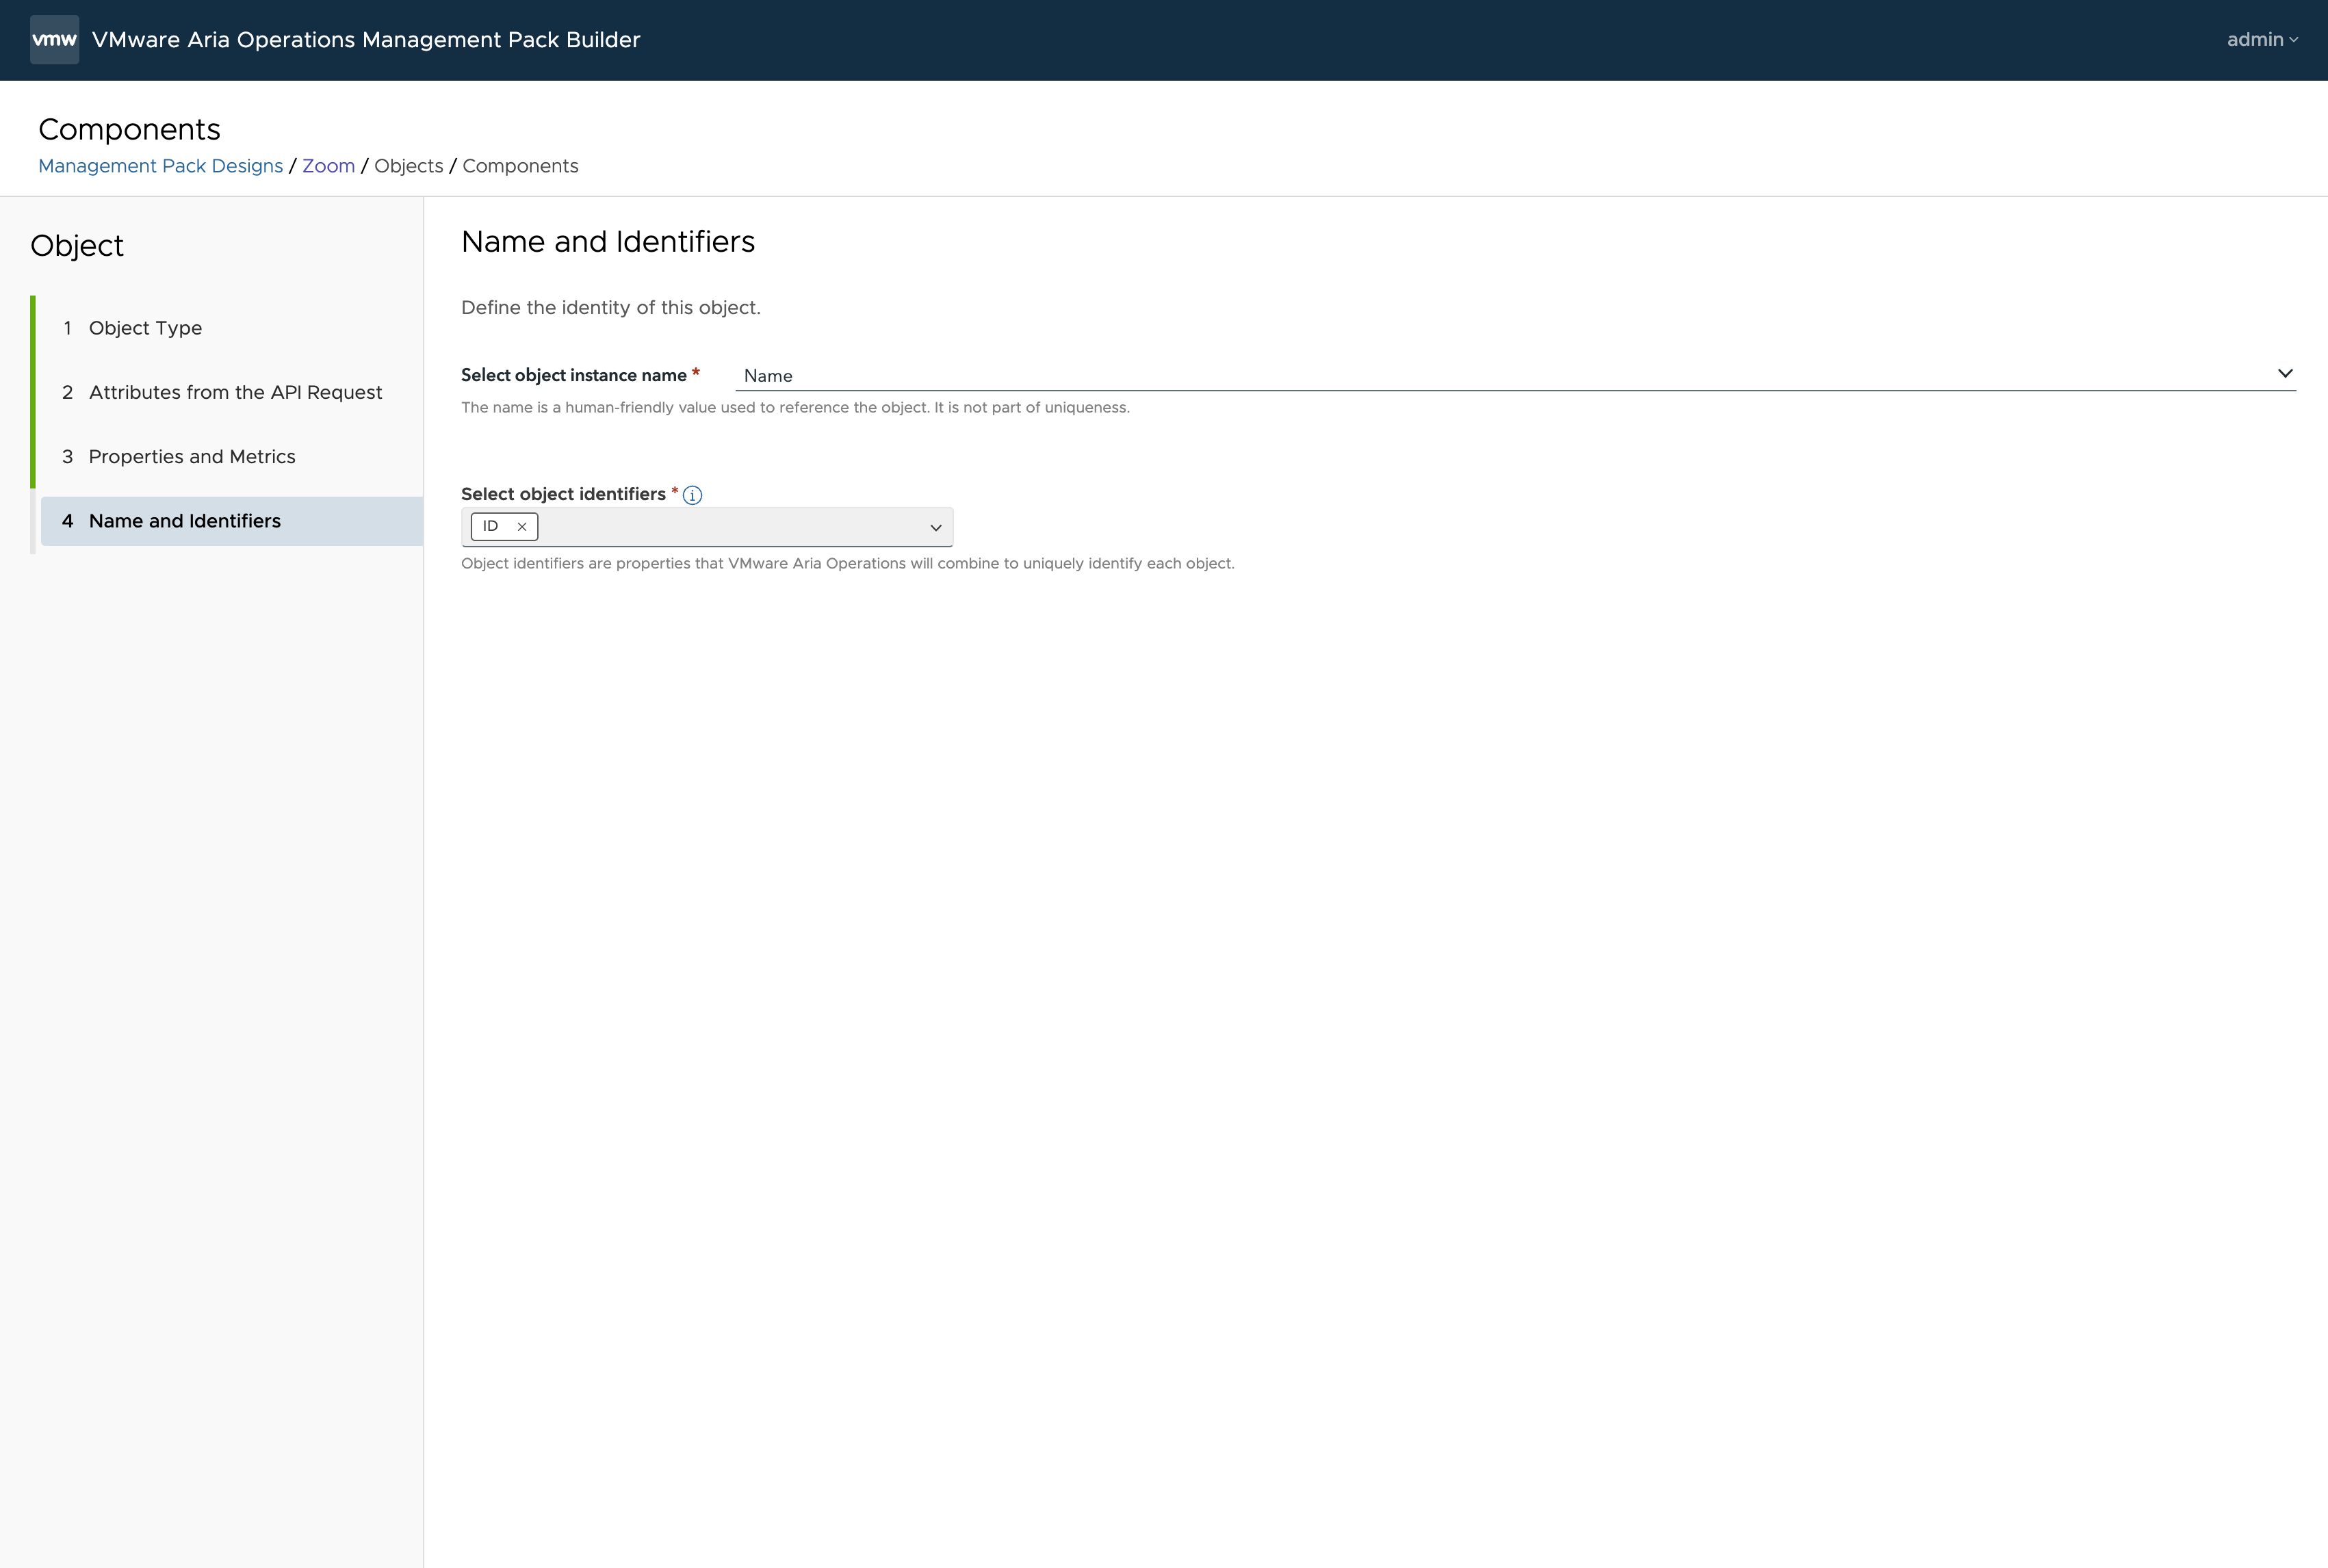 vmw VMware Aria Operations Management Pack Builder
admin
Components
Management Pack Designs / Zoom / Objects / Components
Object
1 Object Type
2 Attributes from the API Request
3 Properties and Metrics
4 Name and Identifiers
Name and Identifiers
Define the identity of this object.
Select object instance name * Name
The name is a human-friendly value used to reference the object. It is not part of uniqueness.
Select object identifiers *
ID
Object identifiers are properties that VMware Aria Operations will combine to uniquely identify each object.